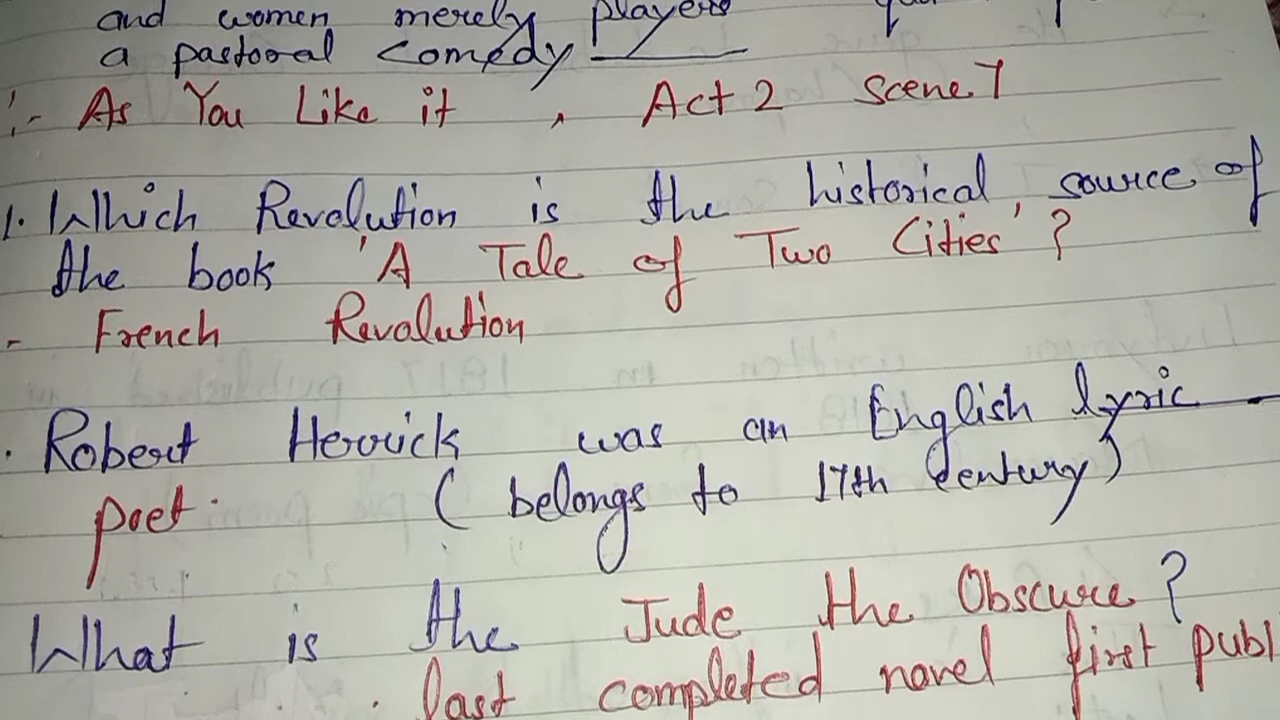 and women merely players
a pastoral comedy
:- As You Like it , Act 2 Scene 7
1. Which Revolution is the historical source of
the book 'A Tale of Two Cities' ?
- French Revolution
. Robert Herrick was an English lyric
poet. ( belongs to 17th Century)
What is the Jude the Obscure ?
. last completed novel first publ